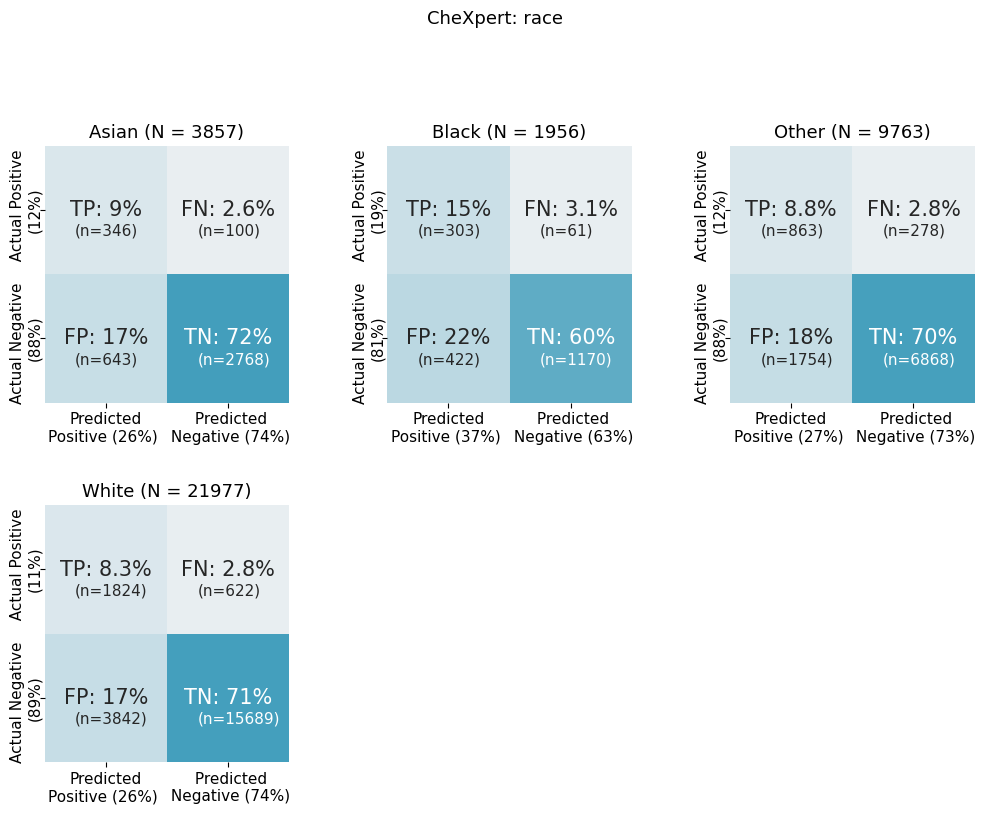 CheXpert: race
Asian (N = 3857)
Actual Positive
(12%)
TP: 9%
(n=346)
FN: 2.6%
(n=100)
Actual Negative
(88%)
FP: 17%
(n=643)
TN: 72%
(n=2768)
Predicted
Positive (26%)
Predicted
Negative (74%)
Black (N = 1956)
Actual Positive
(19%)
TP: 15%
(n=303)
FN: 3.1%
(n=61)
Actual Negative
(81%)
FP: 22%
(n=422)
TN: 60%
(n=1170)
Predicted
Positive (37%)
Predicted
Negative (63%)
Other (N = 9763)
Actual Positive
(12%)
TP: 8.8%
(n=863)
FN: 2.8%
(n=278)
Actual Negative
(88%)
FP: 18%
(n=1754)
TN: 70%
(n=6868)
Predicted
Positive (27%)
Predicted
Negative (73%)
White (N = 21977)
Actual Positive
(11%)
TP: 8.3%
(n=1824)
FN: 2.8%
(n=622)
Actual Negative
(89%)
FP: 17%
(n=3842)
TN: 71%
(n=15689)
Predicted
Positive (26%)
Predicted
Negative (74%)